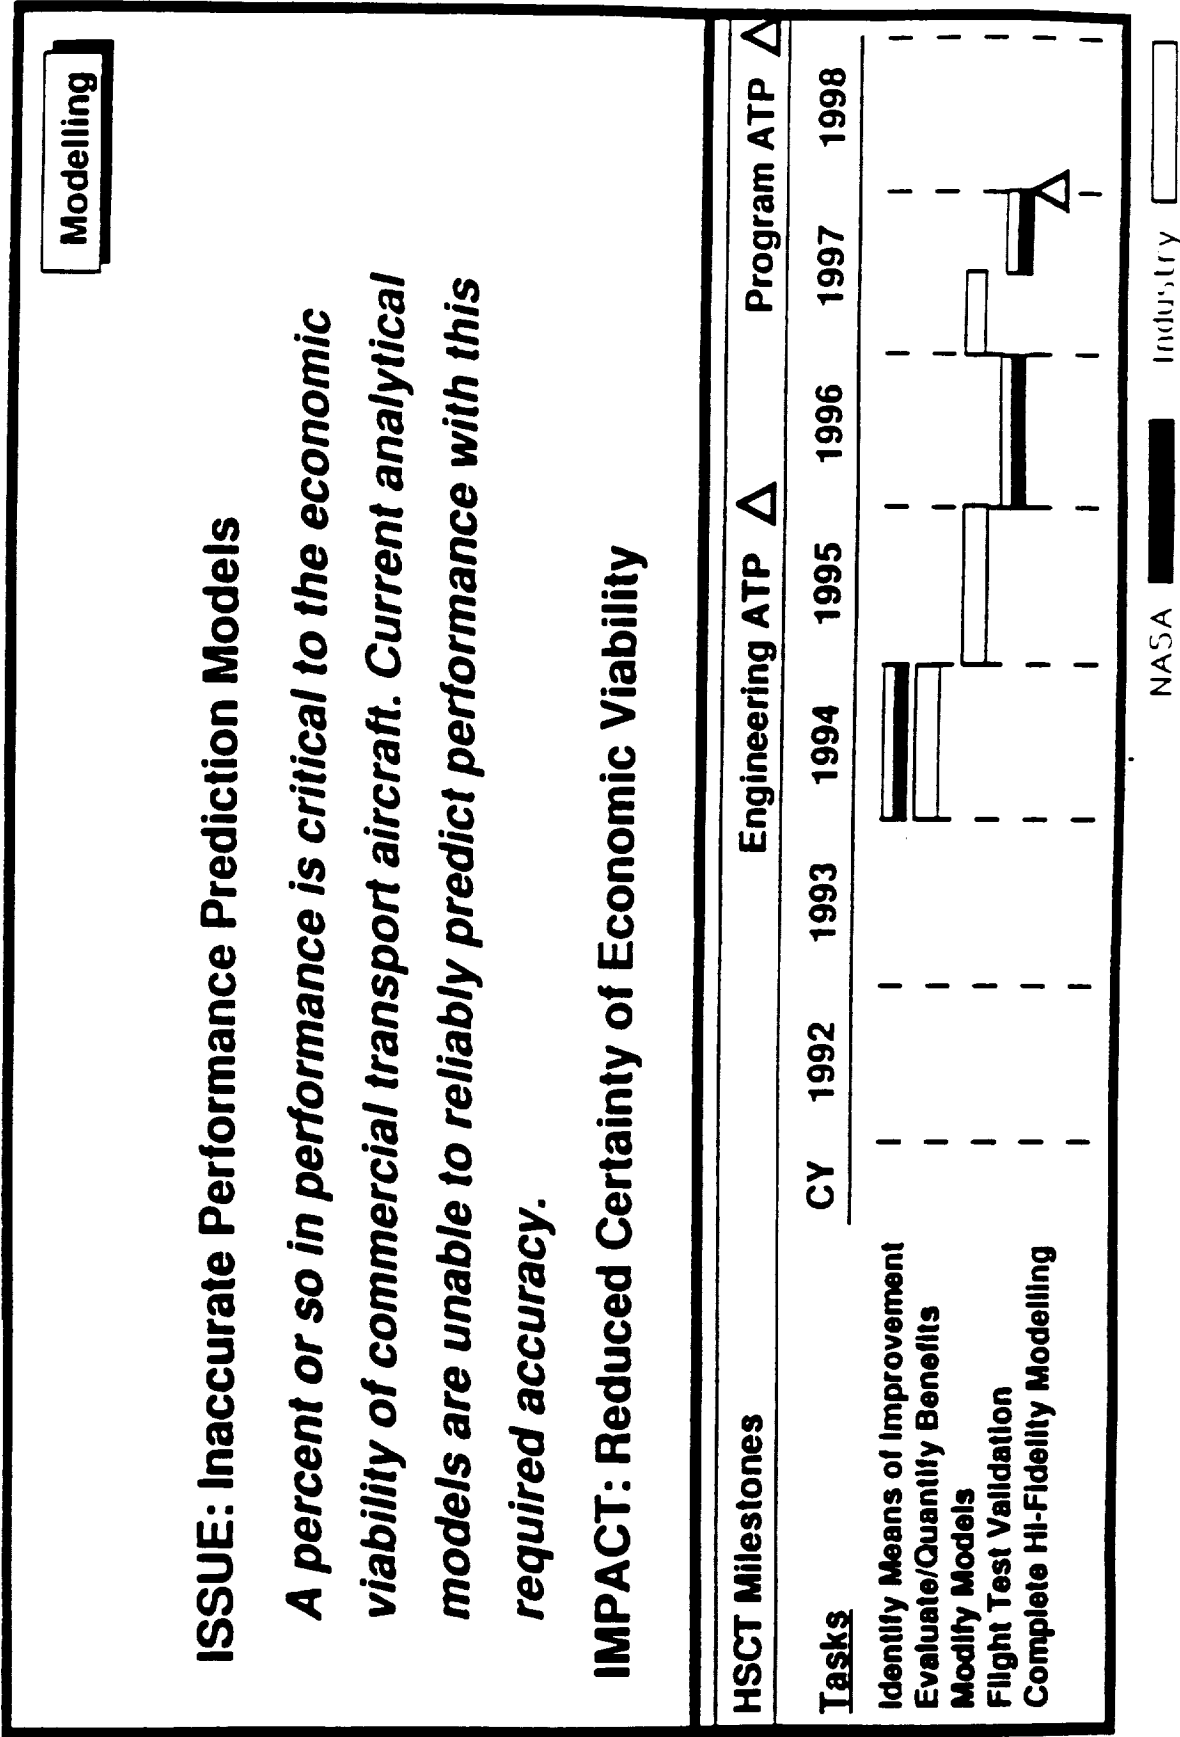 Modelling
ISSUE: Inaccurate Performance Prediction Models
A percent or so in performance is critical to the economic
viability of commercial transport aircraft. Current analytical
models are unable to reliably predict performance with this
required accuracy.
IMPACT: Reduced Certainty of Economic Viability
HSCT Milestones Engineering ATP Program ATP
Tasks CY 1992 1993 1994 1995 1996 1997 1998
Identify Means of Improvement
Evaluate/Quantify Benefits
Modify Models
Flight Test Validation
Complete Hi-Fidelity Modelling
NASA Industry